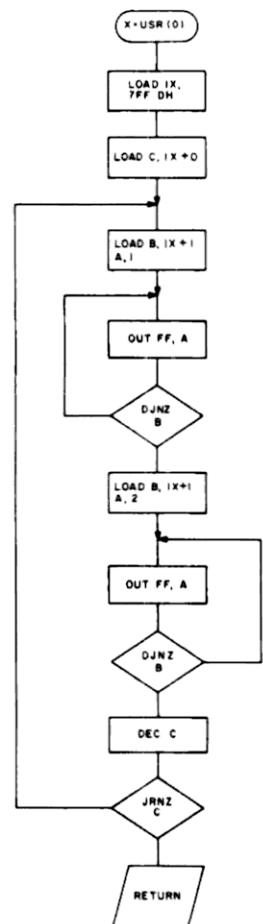 X=USR (0)
LOAD IX,
7FF DH
LOAD C, IX+0
LOAD B, IX+1
A, 1
OUT FF, A
DJNZ
B
LOAD B, IX+1
A, 2
OUT FF, A
DJNZ
B
DEC C
JRNZ
C
RETURN